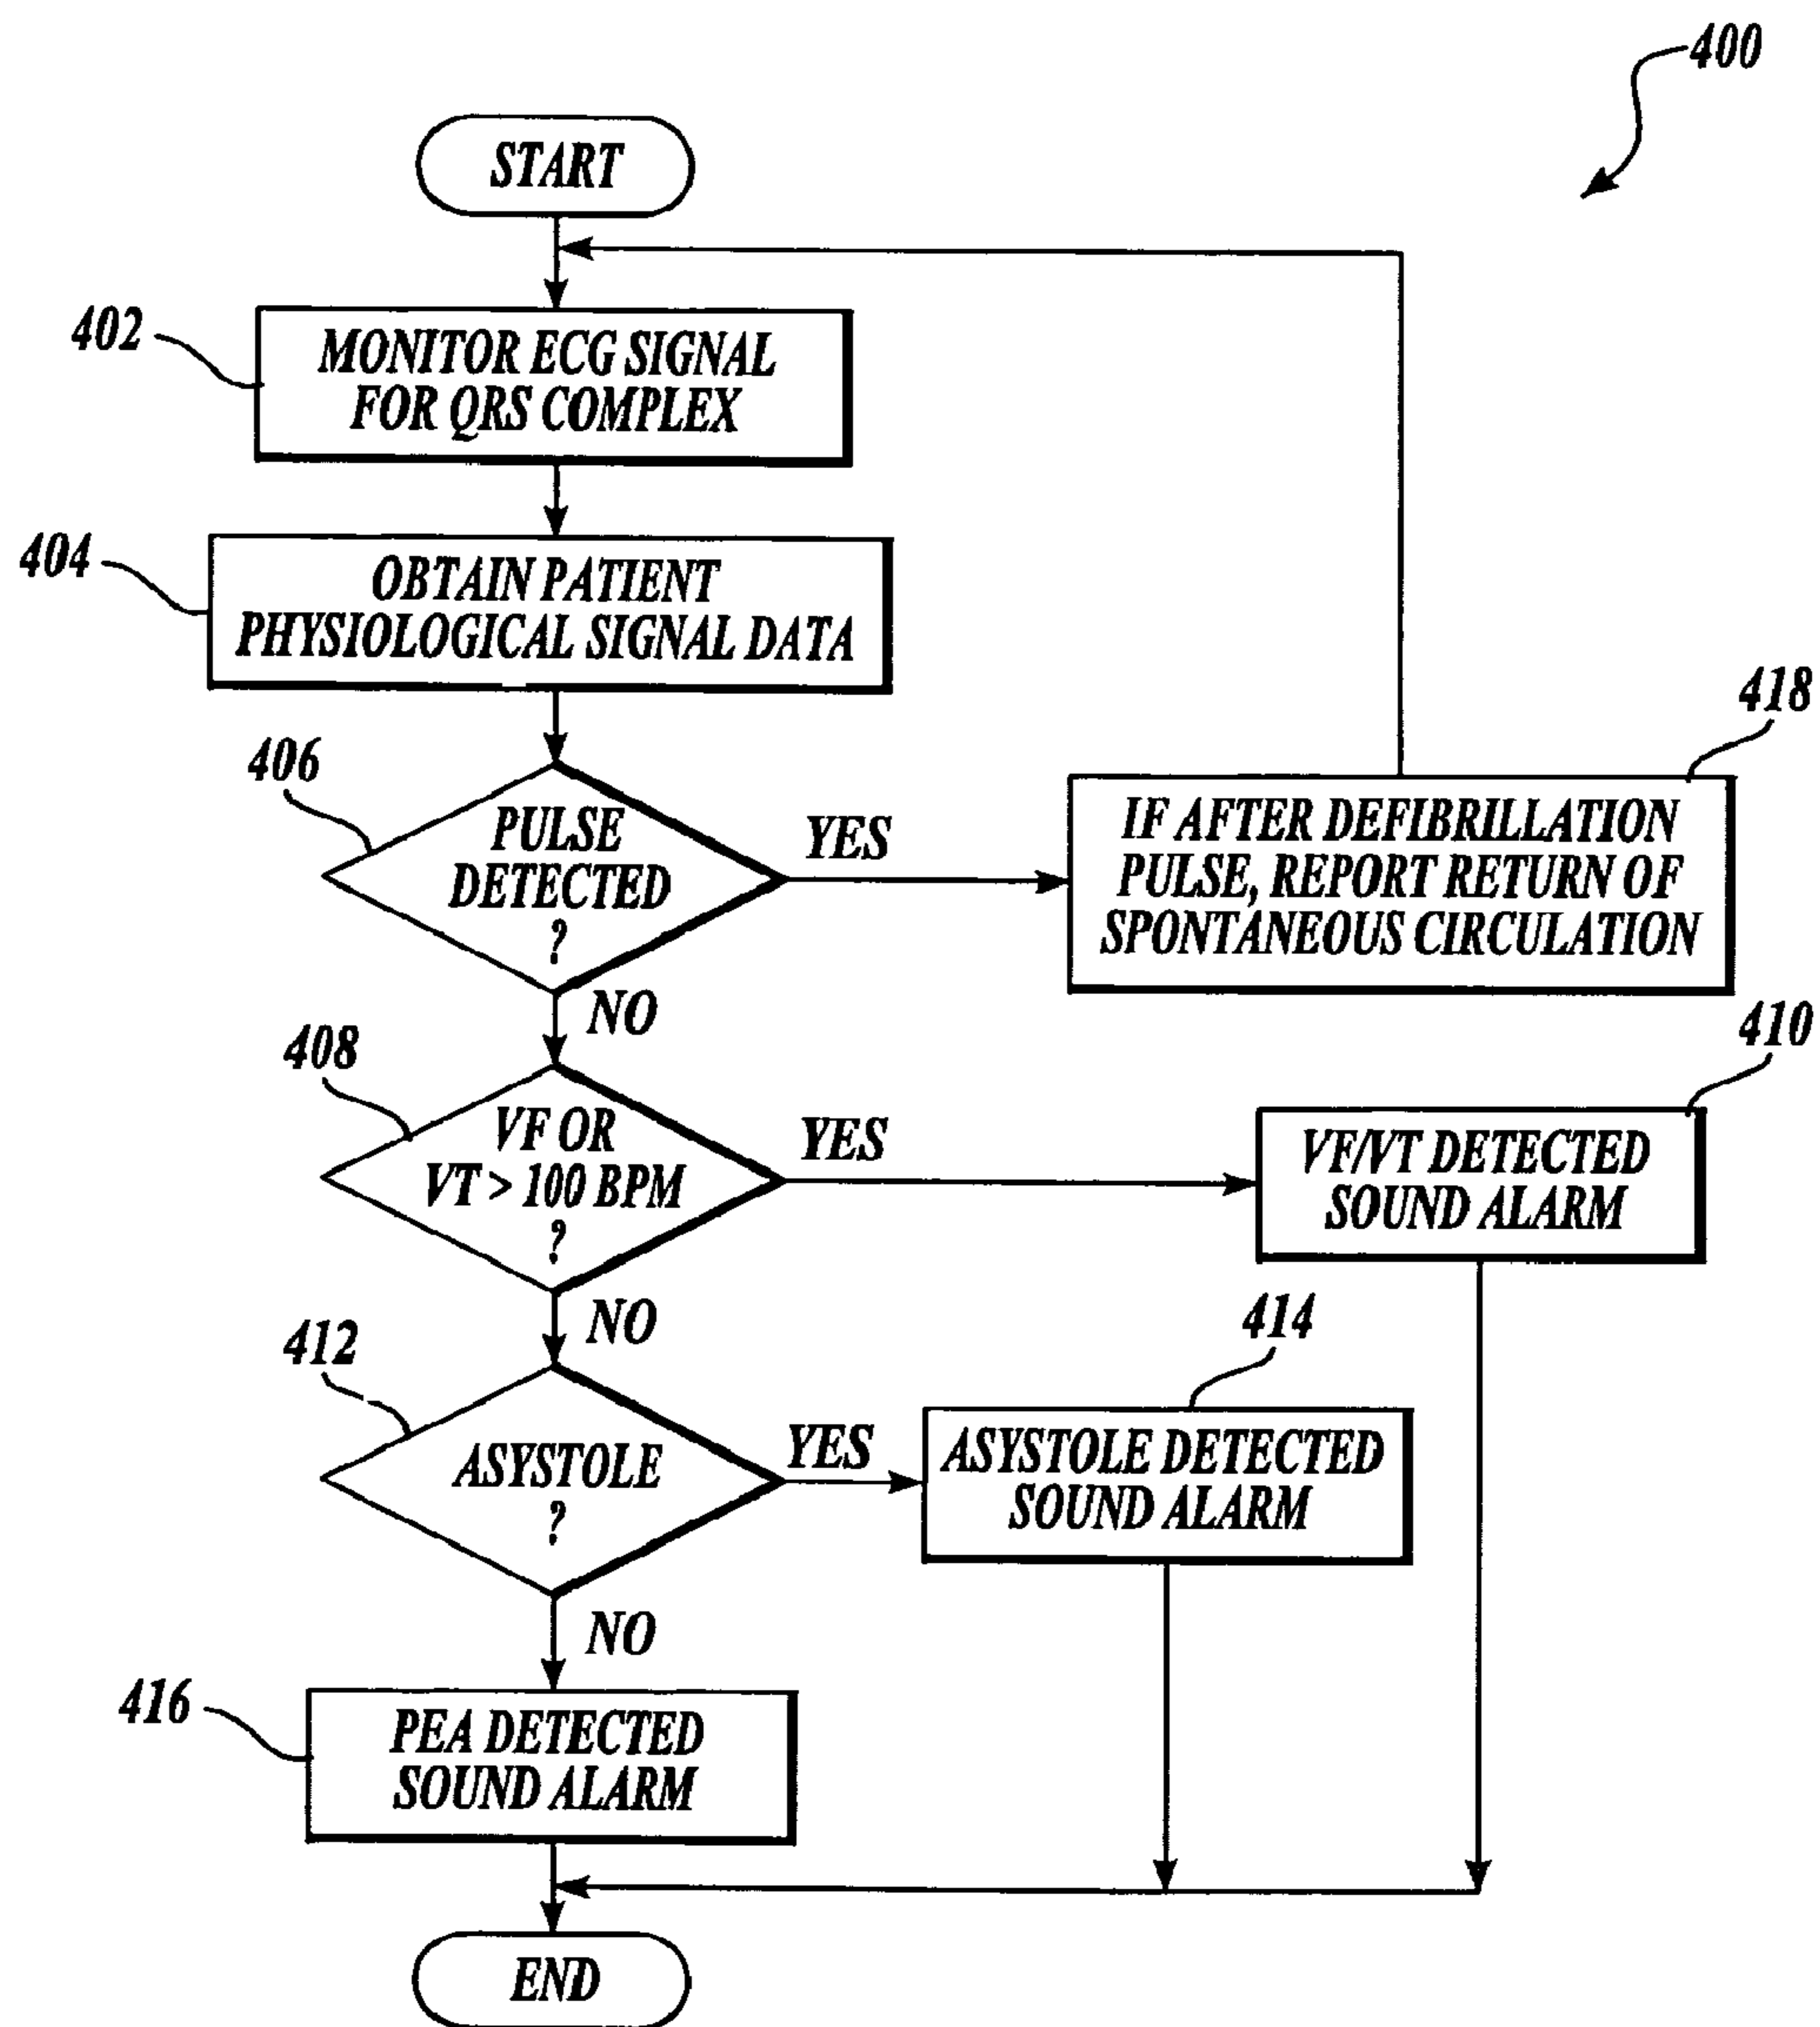 400
START
402
MONITOR ECG SIGNAL
FOR QRS COMPLEX
404
OBTAIN PATIENT
PHYSIOLOGICAL SIGNAL DATA
418
406
PULSE
DETECTED
?
YES
IF AFTER DEFIBRILLATION
PULSE, REPORT RETURN OF
SPONTANEOUS CIRCULATION
NO
410
408
VF OR
VT > 100 BPM
?
YES
VF/VT DETECTED
SOUND ALARM
NO
414
412
ASYSTOLE
?
YES
ASYSTOLE DETECTED
SOUND ALARM
NO
416
PEA DETECTED
SOUND ALARM
END